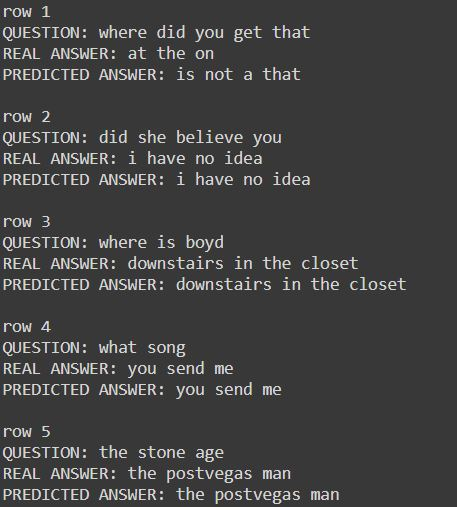 row 1
QUESTION: where did you get that
REAL ANSWER: at the on
PREDICTED ANSWER: is not a that
row 2
QUESTION: did she believe you
REAL ANSWER: i have no idea
PREDICTED ANSWER: i have no idea
row 3
QUESTION: where is boyd
REAL ANSWER: downstairs in the closet
PREDICTED ANSWER: downstairs in the closet
row 4
QUESTION: what song
REAL ANSWER: you send me
PREDICTED ANSWER: you send me
row 5
QUESTION: the stone age
REAL ANSWER: the postvegas man
PREDICTED ANSWER: the postvegas man